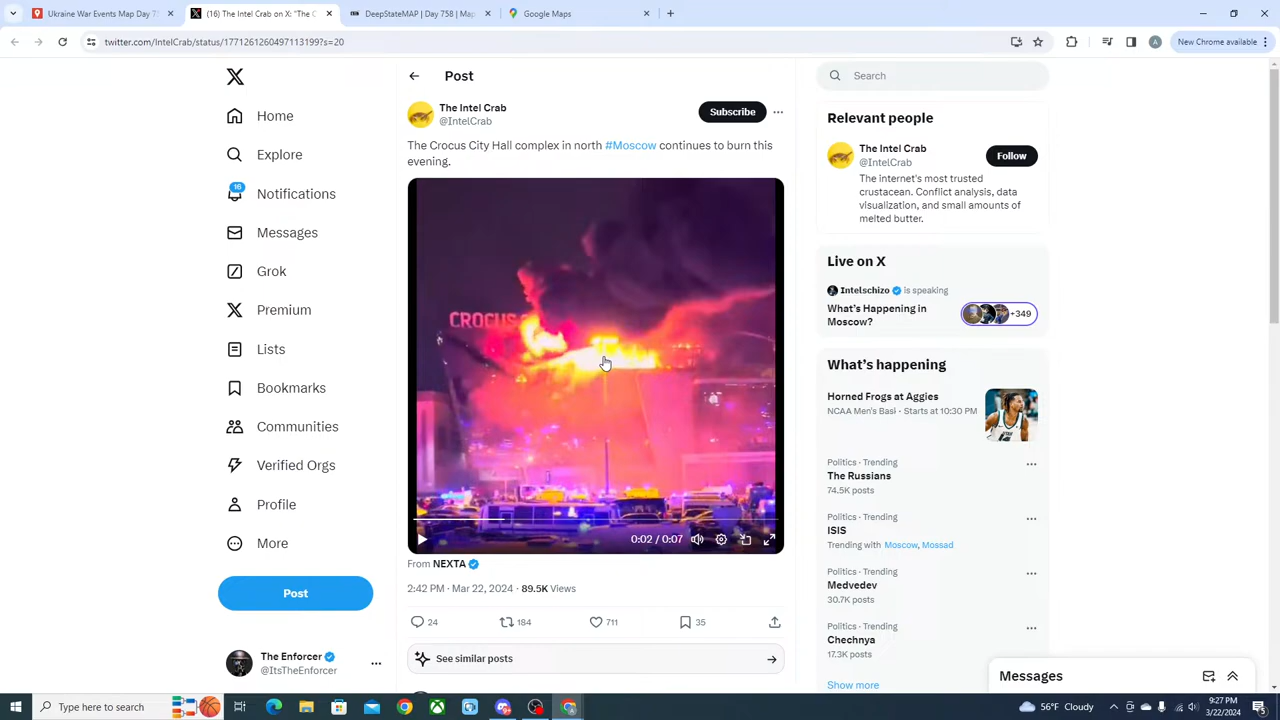 Ukraine War Events Map Day 7
(16) The Intel Crab on X: "The C
DeepStateMAP | Day 758 | Map
Google Maps
twitter.com/IntelCrab/status/1771261260497113199?s=20
A
New Chrome available
Post
Search
The Intel Crab
@IntelCrab
Subscribe
The Crocus City Hall complex in north #Moscow continues to burn this
evening.
CROCUS
0:02 / 0:07
From NEXTA
2:42 PM · Mar 22, 2024 · 89.5K Views
24
184
711
35
See similar posts
Home
Explore
16
Notifications
Messages
Grok
Premium
Lists
Bookmarks
Communities
Verified Orgs
Profile
More
Post
The Enforcer
@ItsTheEnforcer
Relevant people
The Intel Crab
@IntelCrab
Follow
The internet's most trusted
crustacean. Conflict analysis, data
visualization, and small amounts of
melted butter.
Live on X
Intelschizo is speaking
What's Happening in
Moscow?
+349
What's happening
Horned Frogs at Aggies
NCAA Men's Bask · Starts at 10:30 PM
Politics · Trending
The Russians
74.5K posts
Politics · Trending
ISIS
Trending with Moscow, Mossad
Politics · Trending
Medvedev
30.7K posts
Politics · Trending
Chechnya
17.3K posts
Show more
Messages
Type here to search
56°F Cloudy
9:27 PM
3/22/2024